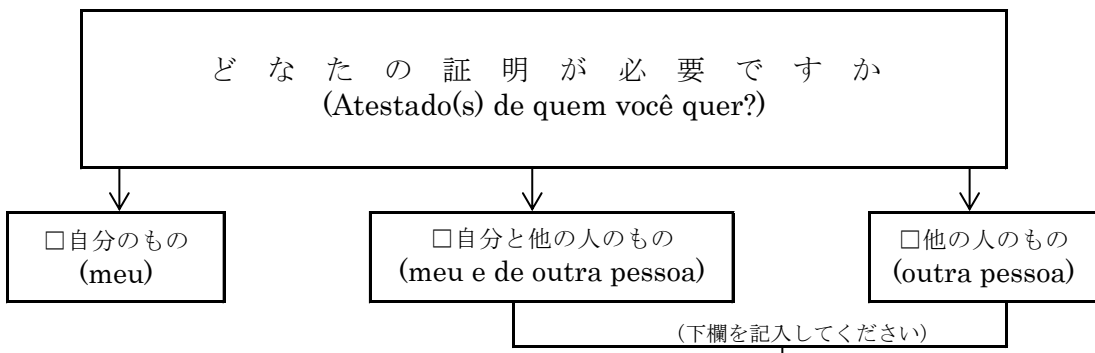 どなたの証明が必要ですか
(Atestado(s) de quem você quer?)
□自分のもの
(meu)
□自分と他の人のもの
(meu e de outra pessoa)
□他の人のもの
(outra pessoa)
(下欄を記入してください)